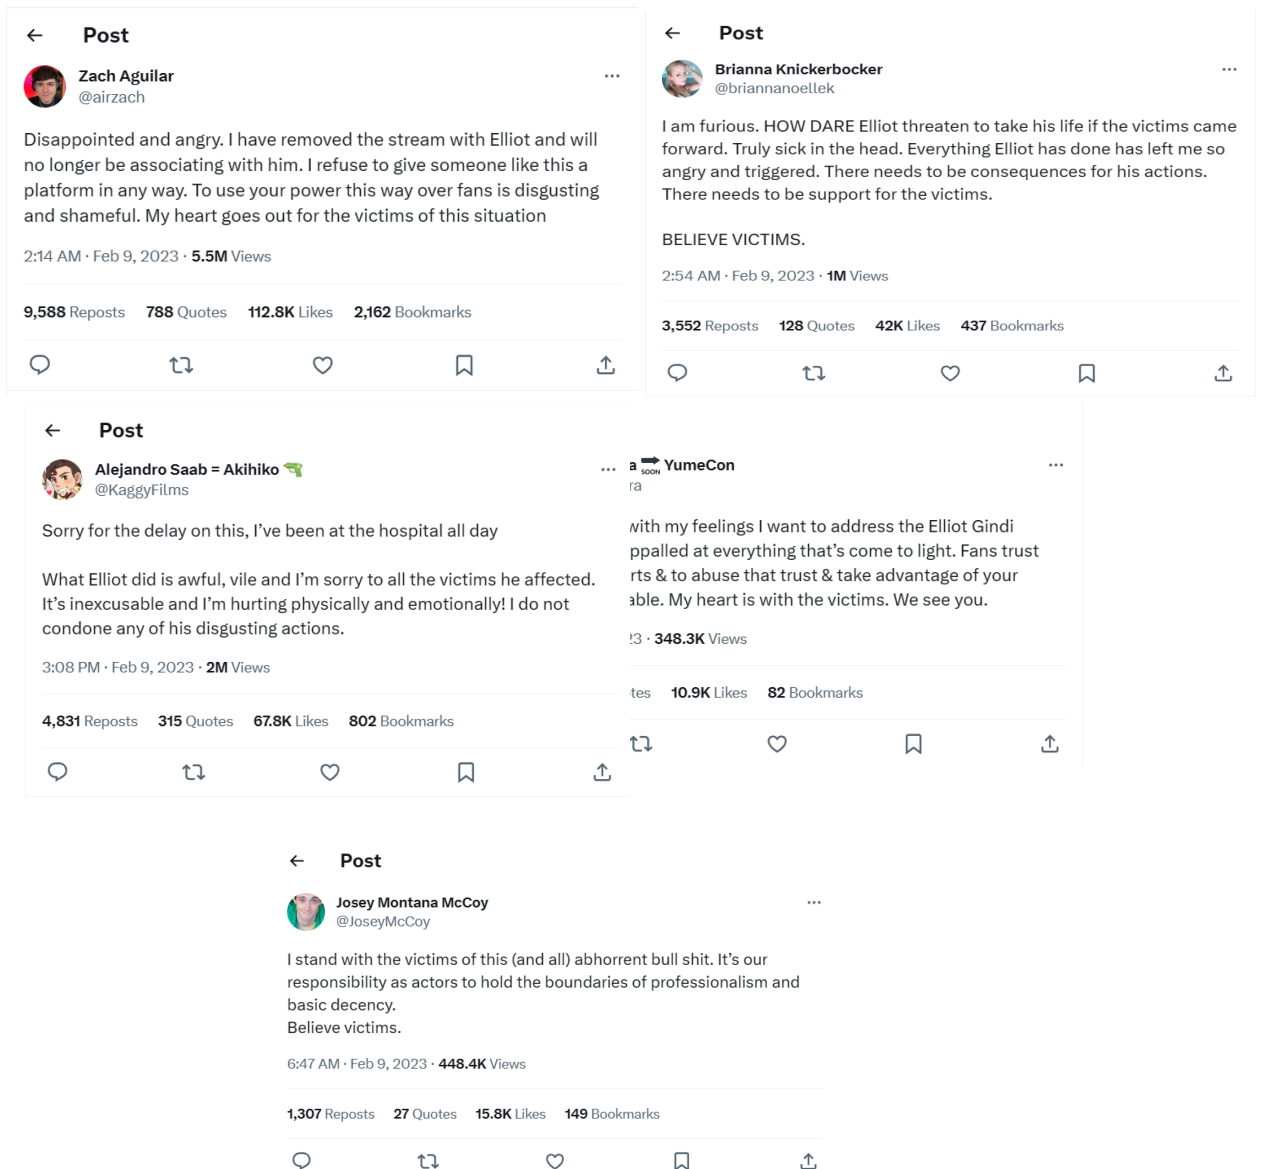 Post
Zach Aguilar
@airzach
Disappointed and angry. I have removed the stream with Elliot and will
no longer be associating with him. I refuse to give someone like this a
platform in any way. To use your power this way over fans is disgusting
and shameful. My heart goes out for the victims of this situation
2:14 AM · Feb 9, 2023 · 5.5M Views
9,588 Reposts 788 Quotes 112.8K Likes 2,162 Bookmarks
Post
Brianna Knickerbocker
@briannanoellek
I am furious. HOW DARE Elliot threaten to take his life if the victims came
forward. Truly sick in the head. Everything Elliot has done has left me so
angry and triggered. There needs to be consequences for his actions.
There needs to be support for the victims.
BELIEVE VICTIMS.
2:54 AM · Feb 9, 2023 · 1M Views
3,552 Reposts 128 Quotes 42K Likes 437 Bookmarks
Post
Alejandro Saab = Akihiko
@KaggyFilms
Sorry for the delay on this, I've been at the hospital all day
What Elliot did is awful, vile and I'm sorry to all the victims he affected.
It's inexcusable and I'm hurting physically and emotionally! I do not
condone any of his disgusting actions.
3:08 PM · Feb 9, 2023 · 2M Views
4,831 Reposts 315 Quotes 67.8K Likes 802 Bookmarks
a SOON YumeCon
ra
with my feelings I want to address the Elliot Gindi
ppalled at everything that's come to light. Fans trust
rts & to abuse that trust & take advantage of your
able. My heart is with the victims. We see you.
23 · 348.3K Views
tes 10.9K Likes 82 Bookmarks
Post
Josey Montana McCoy
@JoseyMcCoy
I stand with the victims of this (and all) abhorrent bull shit. It's our
responsibility as actors to hold the boundaries of professionalism and
basic decency.
Believe victims.
6:47 AM · Feb 9, 2023 · 448.4K Views
1,307 Reposts 27 Quotes 15.8K Likes 149 Bookmarks